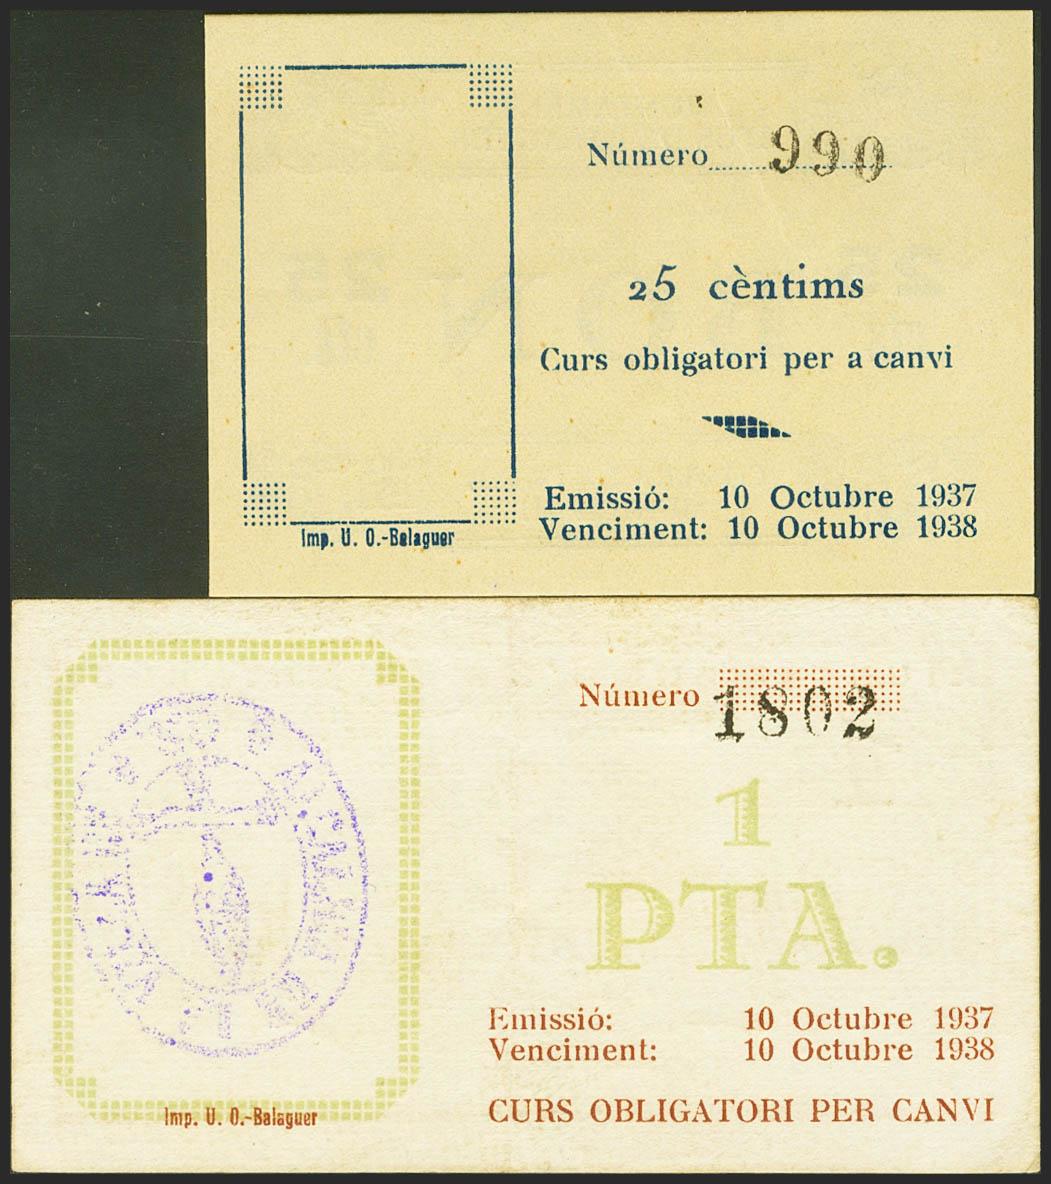 Número 990
25 cèntims
Curs obligatori per a canvi
Emissió: 10 Octubre 1937
Venciment: 10 Octubre 1938
Imp. U. O.-Balaguer
Número 1802
1
PTA.
Emissió: 10 Octubre 1937
Venciment: 10 Octubre 1938
CURS OBLIGATORI PER CANVI
Imp. U. O.-Balaguer